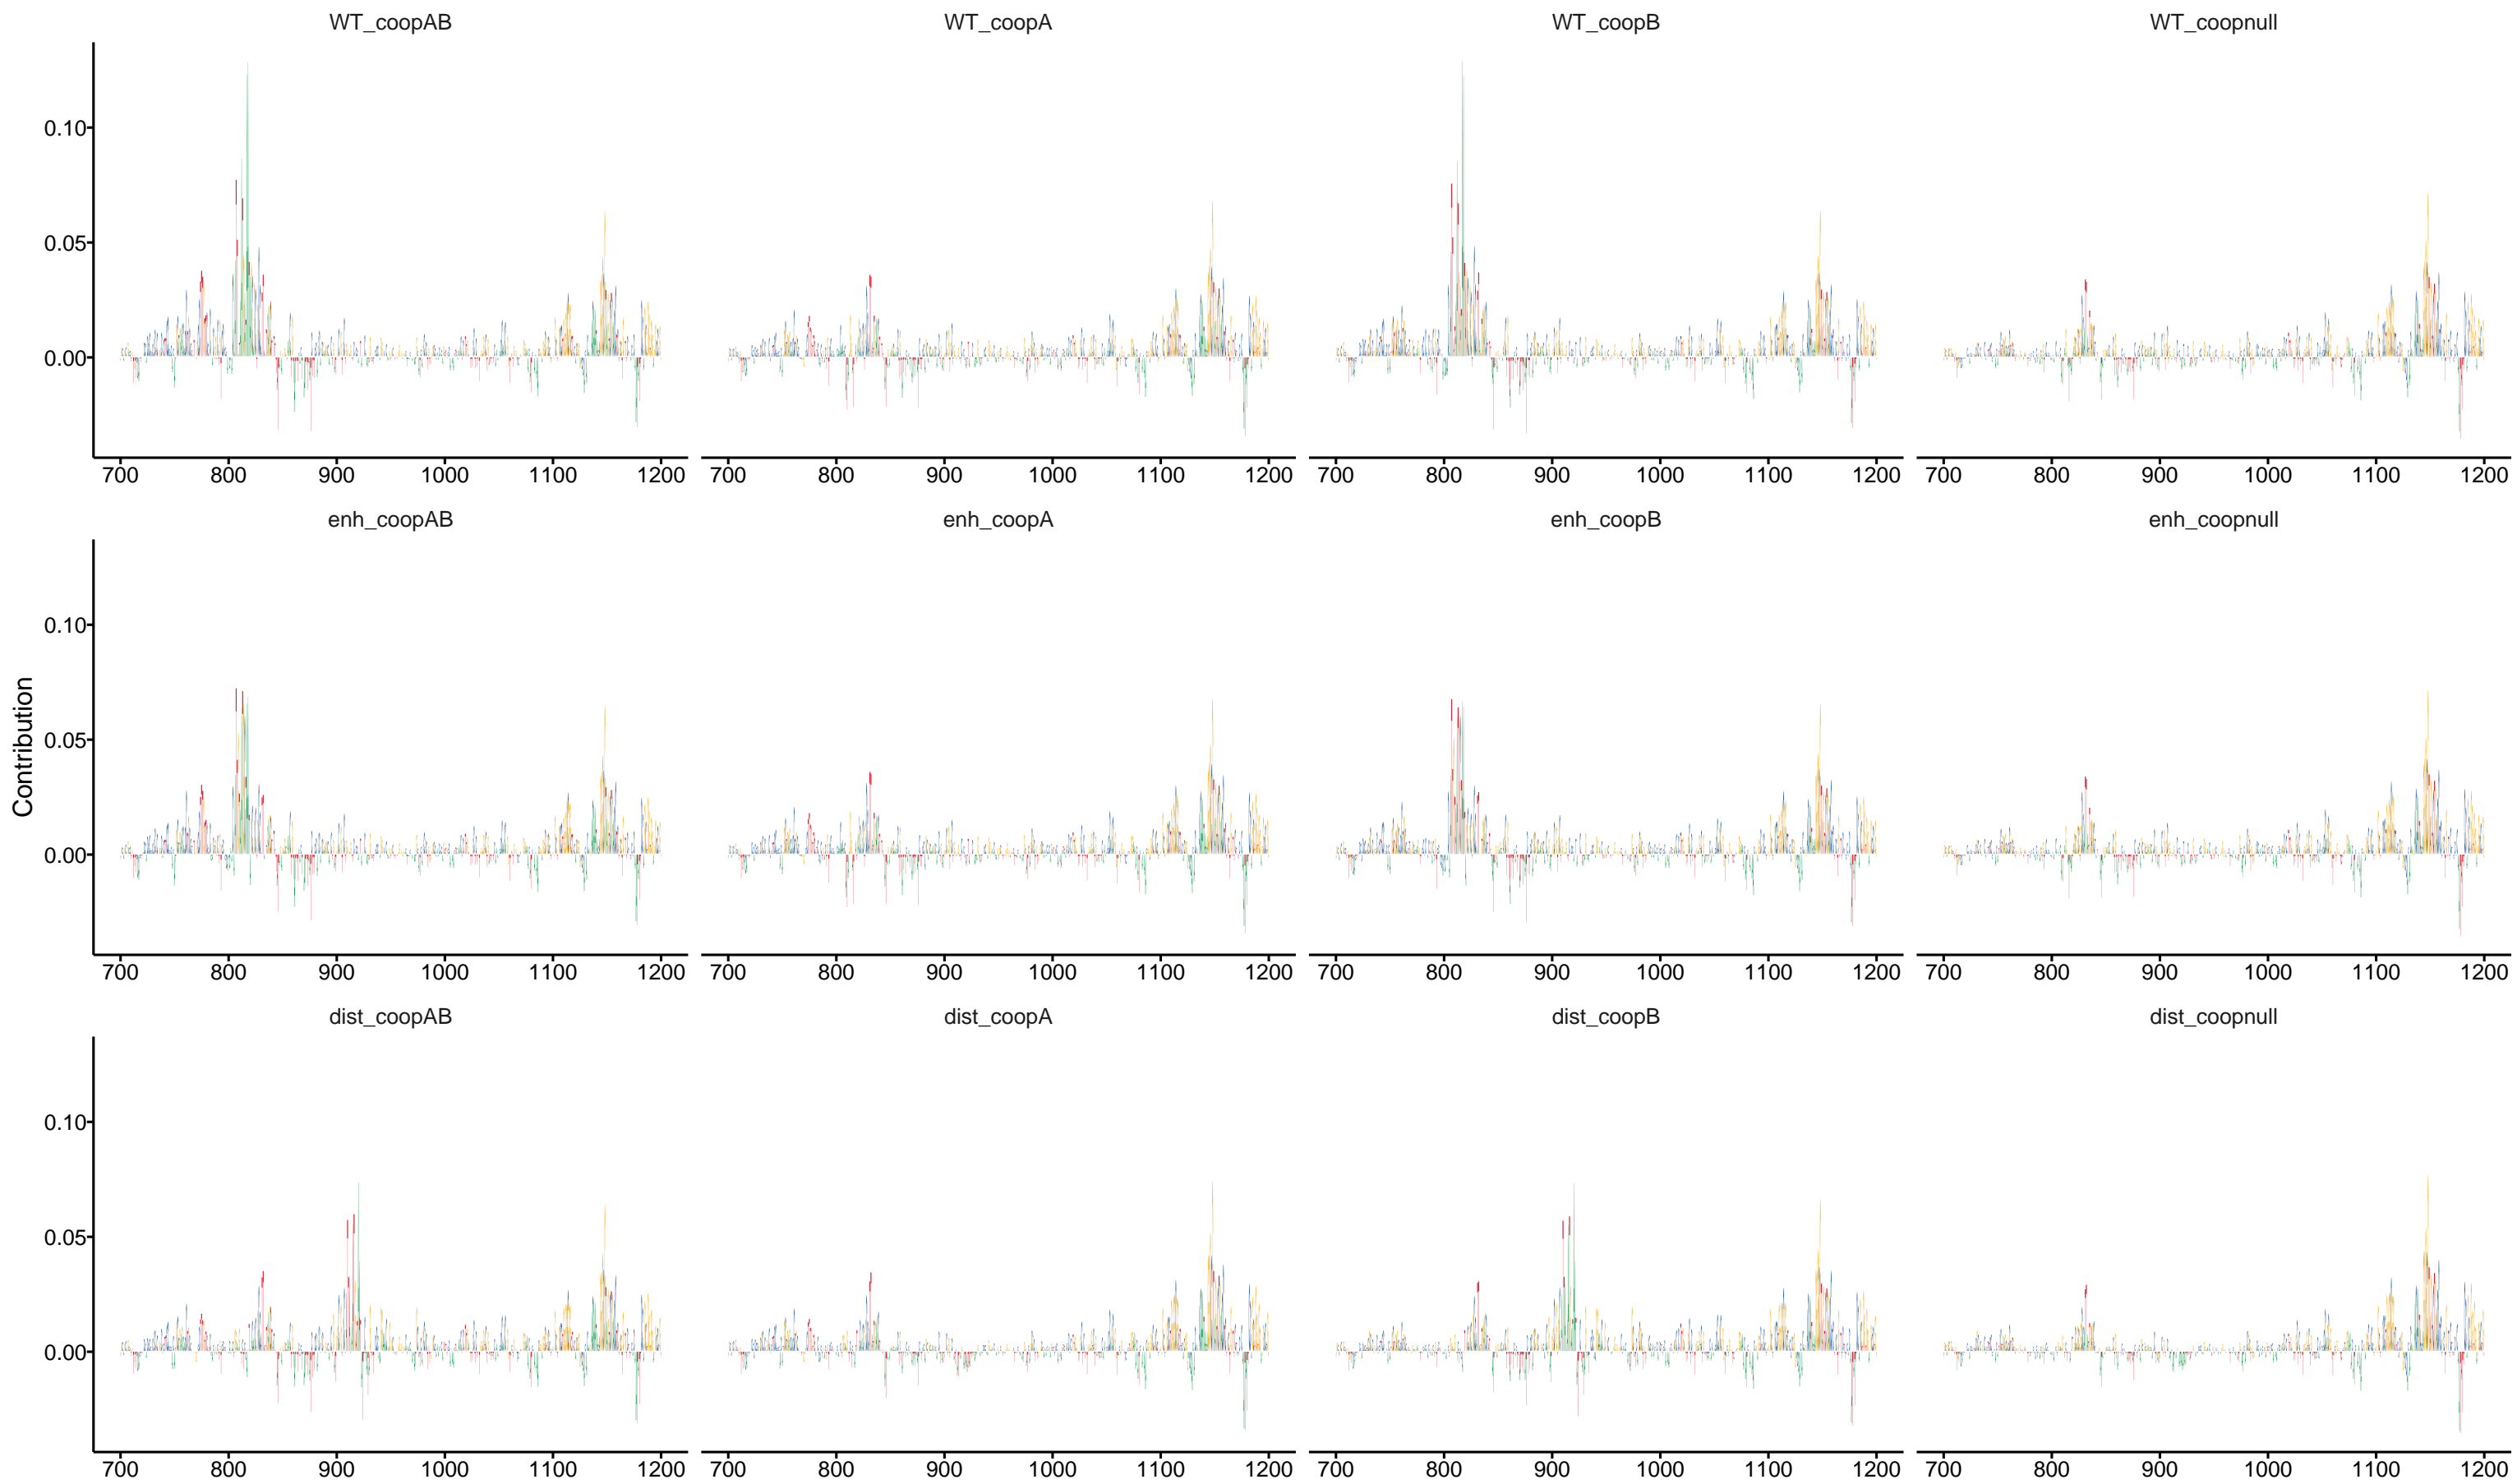 WT_coopAB WT_coopA WT_coopB WT_coopnull
0.10
0.05
0.00
700 800 900 1000 1100 1200 700 800 900 1000 1100 1200 700 800 900 1000 1100 1200 700 800 900 1000 1100 1200
enh_coopAB enh_coopA enh_coopB enh_coopnull
Contribution
0.10
0.05
0.00
700 800 900 1000 1100 1200 700 800 900 1000 1100 1200 700 800 900 1000 1100 1200 700 800 900 1000 1100 1200
dist_coopAB dist_coopA dist_coopB dist_coopnull
0.10
0.05
0.00
700 800 900 1000 1100 1200 700 800 900 1000 1100 1200 700 800 900 1000 1100 1200 700 800 900 1000 1100 1200